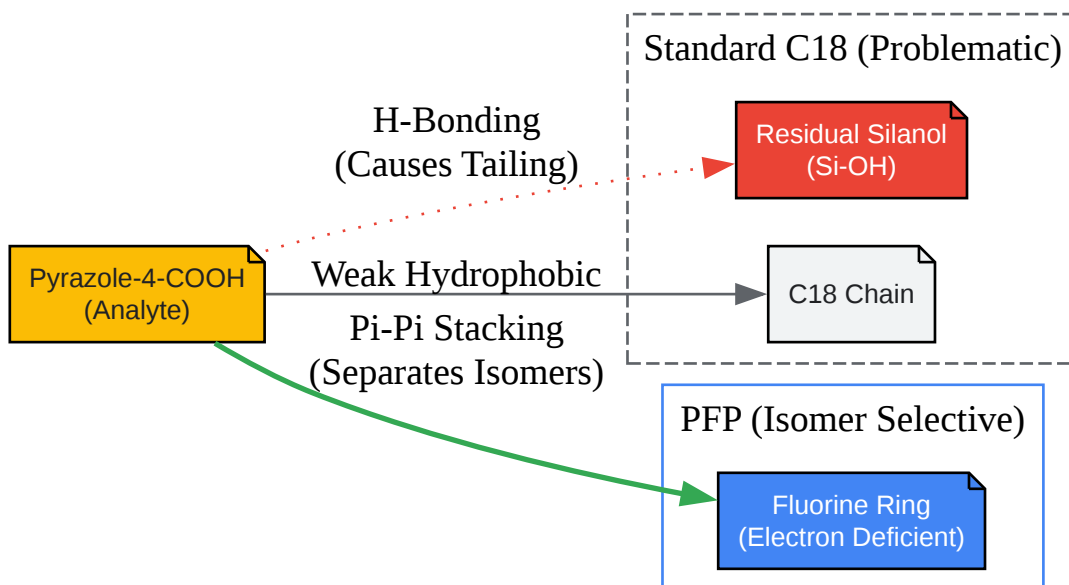 Standard C18 (Problematic)
H-Bonding
(Causes Tailing)
Residual Silanol
(Si-OH)
Pyrazole-4-COOH
(Analyte)
Weak Hydrophobic
C18 Chain
Pi-Pi Stacking
(Separates Isomers)
PFP (Isomer Selective)
Fluorine Ring
(Electron Deficient)